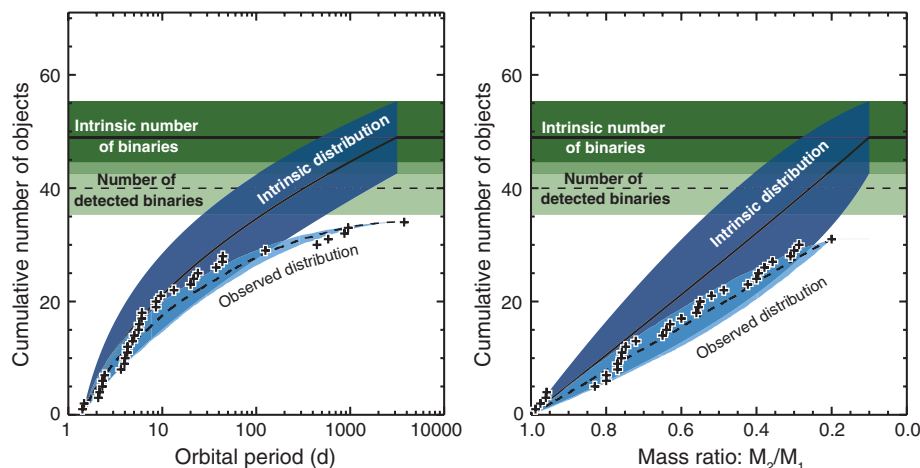 Cumulative number of objects
60
40
20
0
Intrinsic number
of binaries
Number of
detected binaries
Intrinsic distribution
Observed distribution
1
10
100
1000
10000
Orbital period (d)
Cumulative number of objects
60
40
20
0
Intrinsic number
of binaries
Number of
detected binaries
Intrinsic distribution
Observed distribution
1.0
0.8
0.6
0.4
0.2
0.0
Mass ratio: M₂/M₁